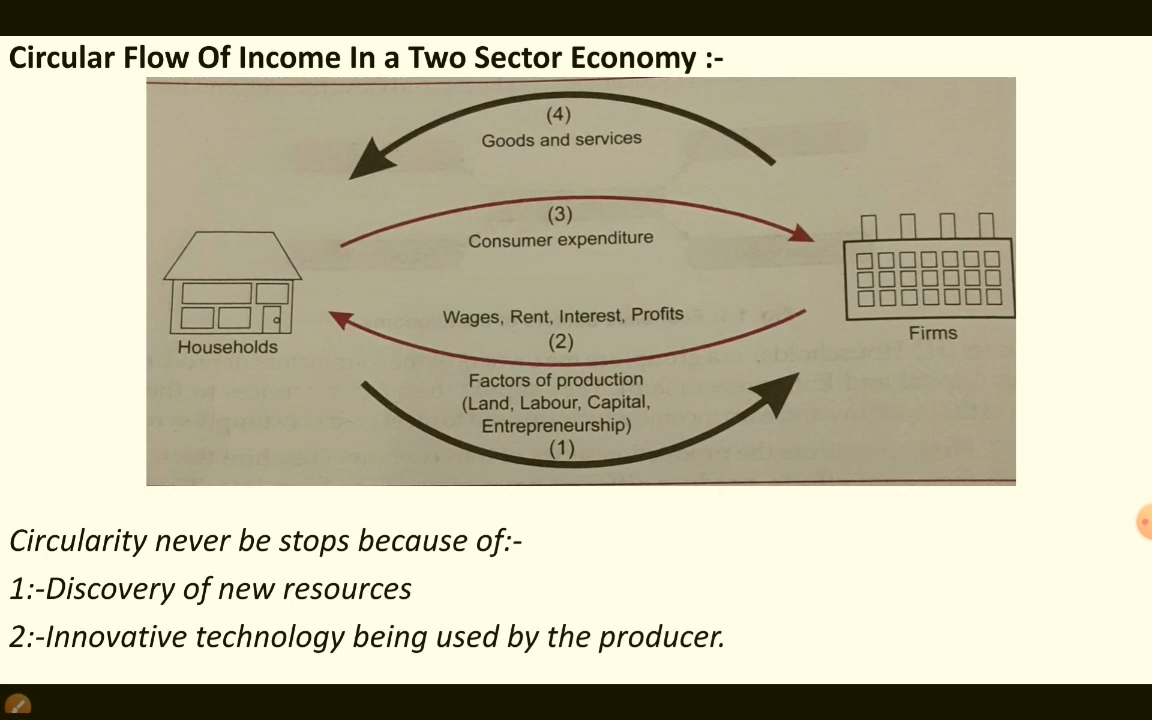 Circular Flow Of Income In a Two Sector Economy :-
(4)
Goods and services
(3)
Consumer expenditure
Wages, Rent, Interest, Profits
(2)
Households
Firms
Factors of production
(Land, Labour, Capital,
Entrepreneurship)
(1)
Circularity never be stops because of:-
1:-Discovery of new resources
2:-Innovative technology being used by the producer.